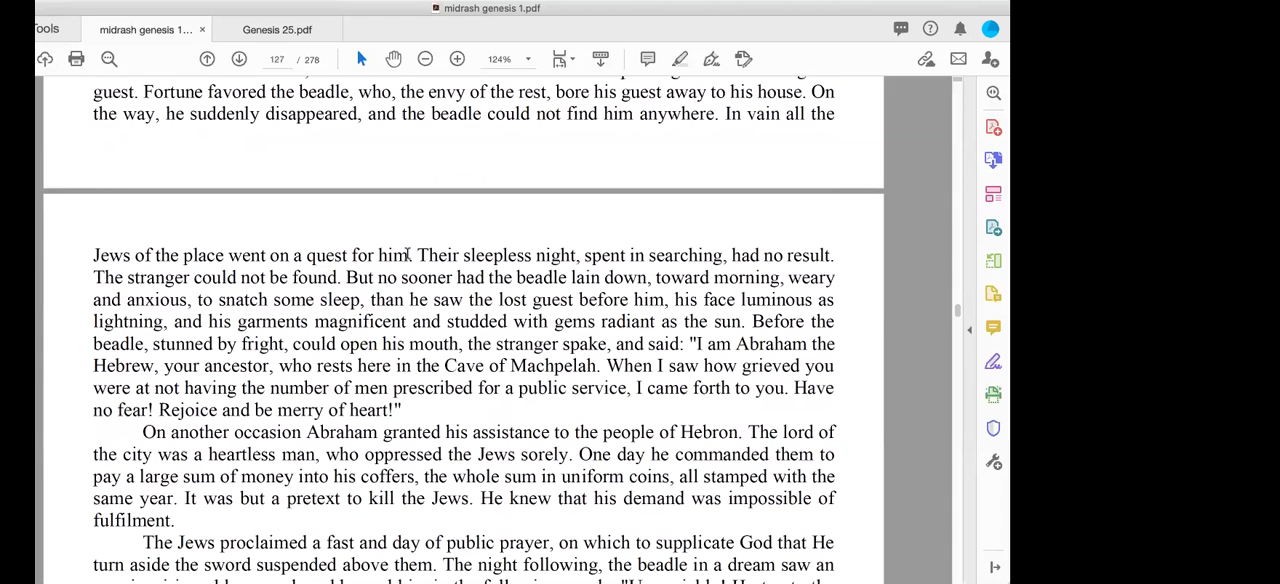 midrash genesis 1.pdf
ools
midrash genesis 1... ×
Genesis 25.pdf
127 / 278
124%
guest. Fortune favored the beadle, who, the envy of the rest, bore his guest away to his house. On
the way, he suddenly disappeared, and the beadle could not find him anywhere. In vain all the
Jews of the place went on a quest for him. Their sleepless night, spent in searching, had no result.
The stranger could not be found. But no sooner had the beadle lain down, toward morning, weary
and anxious, to snatch some sleep, than he saw the lost guest before him, his face luminous as
lightning, and his garments magnificent and studded with gems radiant as the sun. Before the
beadle, stunned by fright, could open his mouth, the stranger spake, and said: "I am Abraham the
Hebrew, your ancestor, who rests here in the Cave of Machpelah. When I saw how grieved you
were at not having the number of men prescribed for a public service, I came forth to you. Have
no fear! Rejoice and be merry of heart!"
On another occasion Abraham granted his assistance to the people of Hebron. The lord of
the city was a heartless man, who oppressed the Jews sorely. One day he commanded them to
pay a large sum of money into his coffers, the whole sum in uniform coins, all stamped with the
same year. It was but a pretext to kill the Jews. He knew that his demand was impossible of
fulfilment.
The Jews proclaimed a fast and day of public prayer, on which to supplicate God that He
turn aside the sword suspended above them. The night following, the beadle in a dream saw an